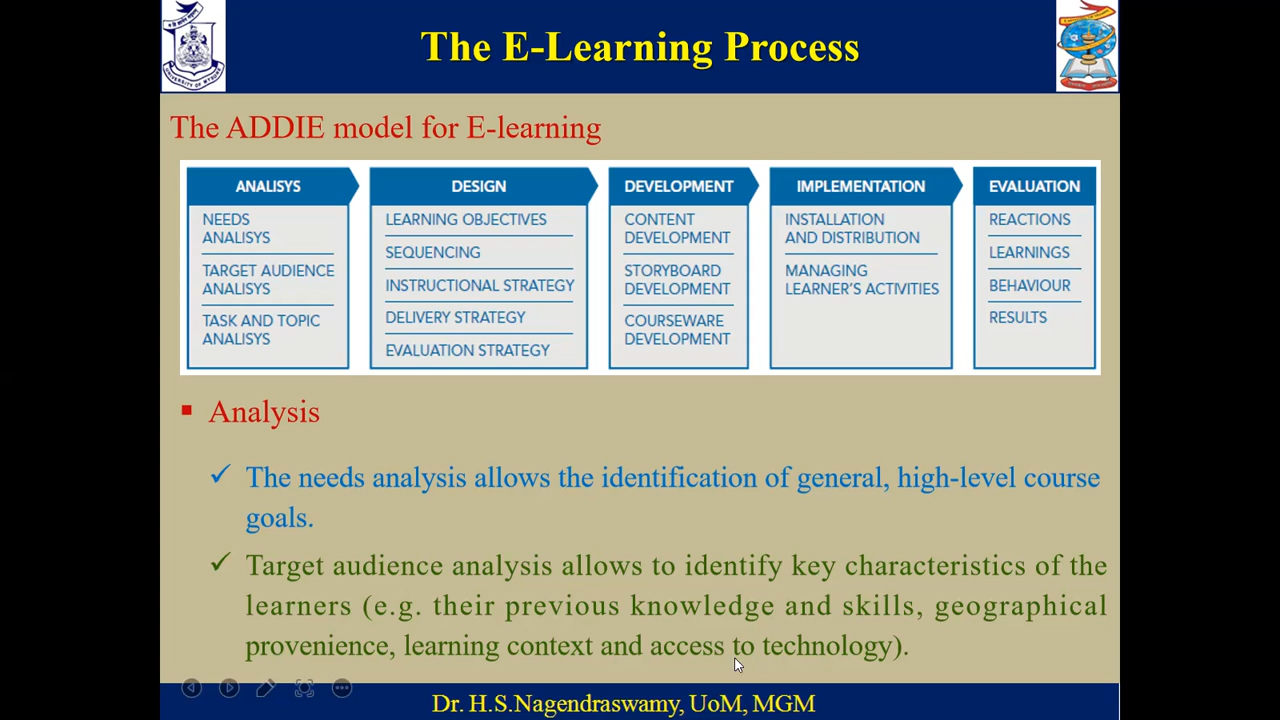 The E-Learning Process
UNIVERSITY OF MYSORE
The ADDIE model for E-learning
ANALISYS
NEEDS
ANALISYS
TARGET AUDIENCE
ANALISYS
TASK AND TOPIC
ANALISYS
DESIGN
LEARNING OBJECTIVES
SEQUENCING
INSTRUCTIONAL STRATEGY
DELIVERY STRATEGY
EVALUATION STRATEGY
DEVELOPMENT
CONTENT
DEVELOPMENT
STORYBOARD
DEVELOPMENT
COURSEWARE
DEVELOPMENT
IMPLEMENTATION
INSTALLATION
AND DISTRIBUTION
MANAGING
LEARNER'S ACTIVITIES
EVALUATION
REACTIONS
LEARNINGS
BEHAVIOUR
RESULTS
Analysis
The needs analysis allows the identification of general, high-level course
goals.
Target audience analysis allows to identify key characteristics of the
learners (e.g. their previous knowledge and skills, geographical
provenience, learning context and access to technology).
Dr. H.S.Nagendraswamy, UoM, MGM